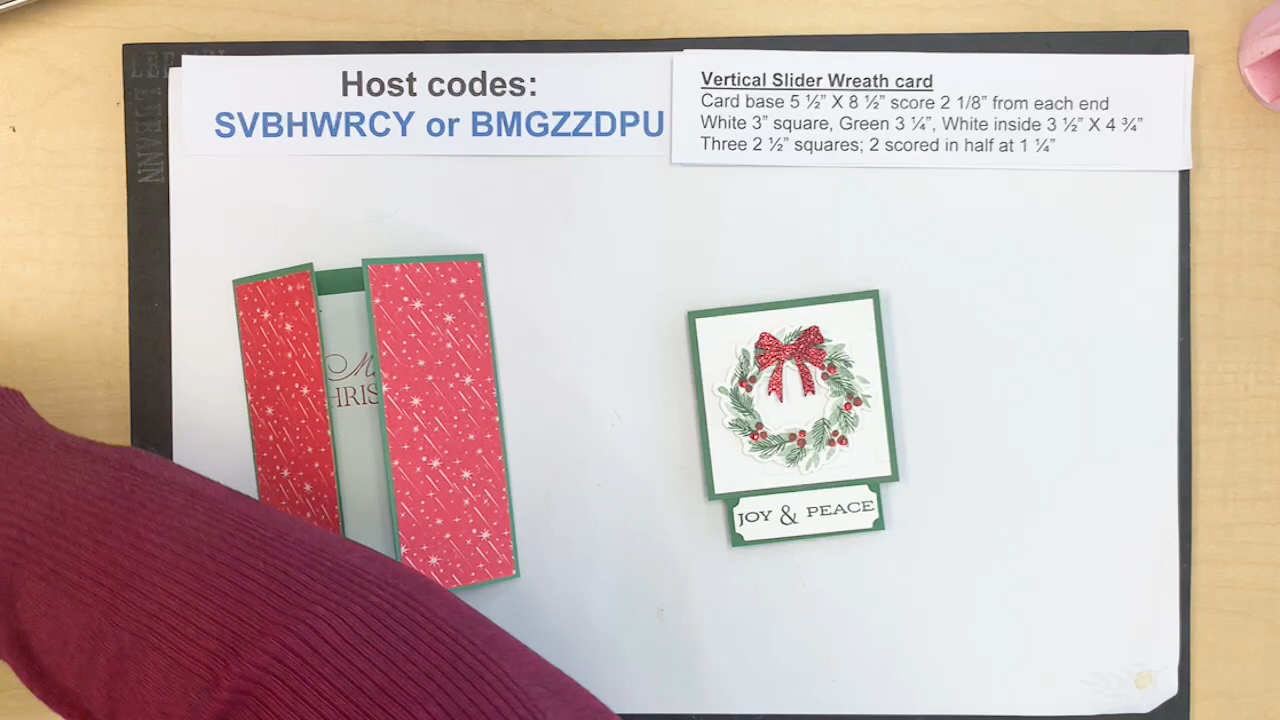 Host codes:
SVBHWRCY or BMGZZDPU
Vertical Slider Wreath card
Card base 5 ½” X 8 ½” score 2 1/8” from each end
White 3” square, Green 3 ¼”, White inside 3 ½” X 4 ¾”
Three 2 ½” squares; 2 scored in half at 1 ¼”
JOY & PEACE